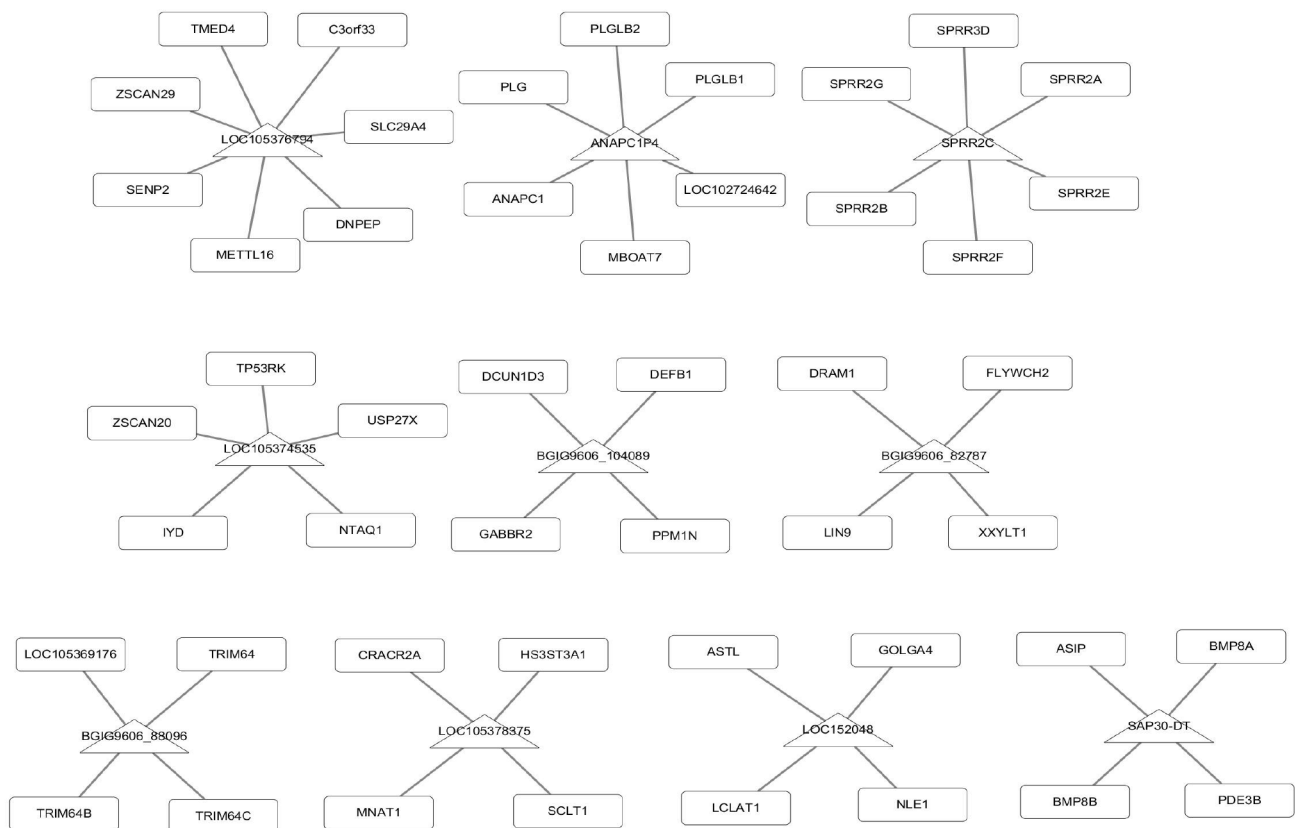 TMED4
C3orf33
ZSCAN29
SLC29A4
LOC105376794
SENP2
DNPEP
METTL16
PLGLB2
PLG
PLGLB1
ANAPC1P4
ANAPC1
LOC102724642
MBOAT7
SPRR3D
SPRR2G
SPRR2A
SPRR2C
SPRR2B
SPRR2E
SPRR2F
TP53RK
ZSCAN20
USP27X
LOC105374535
IYD
NTAQ1
DCUN1D3
DEFB1
BGIG9606_104089
GABBR2
PPM1N
DRAM1
FLYWCH2
BGIG9606_82787
LIN9
XXYLT1
LOC105369176
TRIM64
BGIG9606_88096
TRIM64B
TRIM64C
CRACR2A
HS3ST3A1
LOC105378375
MNAT1
SCLT1
ASTL
GOLGA4
LOC152048
LCLAT1
NLE1
ASIP
BMP8A
SAP30-DT
BMP8B
PDE3B